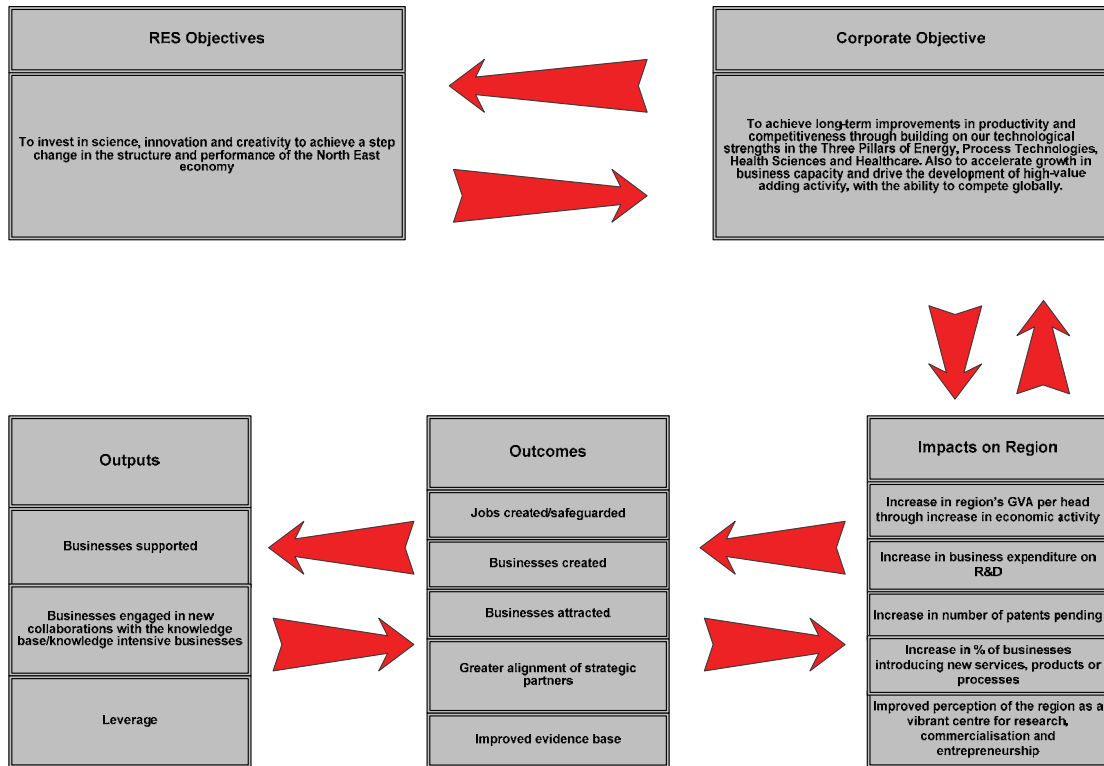 RES Objectives
To invest in science, innovation and creativity to achieve a step
change in the structure and performance of the North East
economy
Corporate Objective
To achieve long-term improvements in productivity and
competitiveness through building on our technological
strengths in the Three Pillars of Energy, Process Technologies,
Health Sciences and Healthcare. Also to accelerate growth in
business capacity and drive the development of high-value
adding activity, with the ability to compete globally.
Outputs
Businesses supported
Businesses engaged in new
collaborations with the knowledge
base/knowledge intensive businesses
Leverage
Outcomes
Jobs created/safeguarded
Businesses created
Businesses attracted
Greater alignment of strategic
partners
Improved evidence base
Impacts on Region
Increase in region's GVA per head
through increase in economic activity
Increase in business expenditure on
R&D
Increase in number of patents pending
Increase in % of businesses
introducing new services, products or
processes
Improved perception of the region as a
vibrant centre for research,
commercialisation and
entrepreneurship